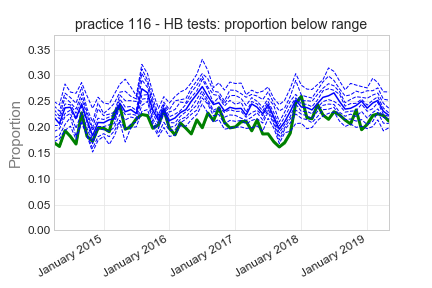 practice 116 - HB tests: proportion below range
Proportion
0.35
0.30
0.25
0.20
0.15
0.10
0.05
0.00
January 2015
January 2016
January 2017
January 2018
January 2019